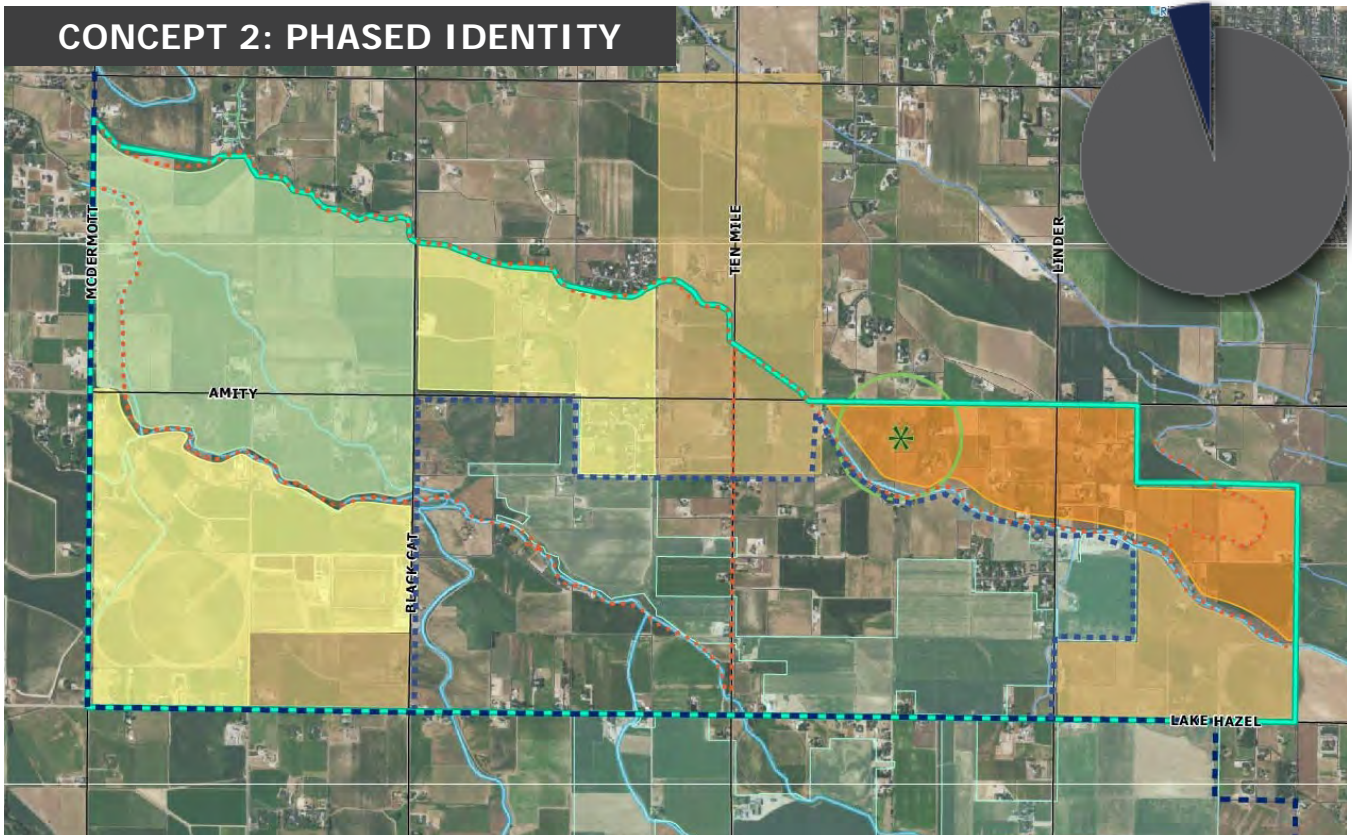 CONCEPT 2: PHASED IDENTITY
MCDERMOTT
TEN MILE
LINDER
AMITY
BLACK CAT
LAKE HAZEL